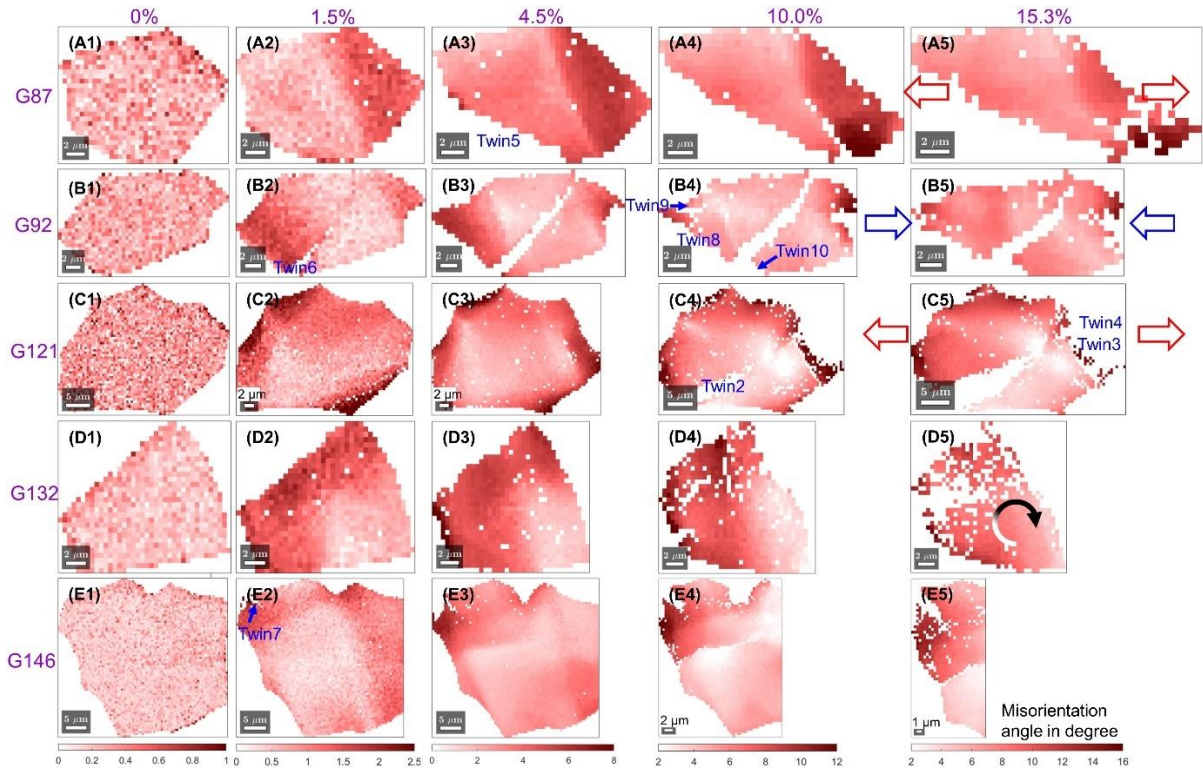 0% 1.5% 4.5% 10.0% 15.3%
G87 (A1) (A2) (A3) (A4) (A5)
Twin5
2 μm 2 μm 2 μm 2 μm 2 μm
G92 (B1) (B2) (B3) (B4) (B5)
Twin9
Twin8
Twin10
Twin6
2 μm 2 μm 2 μm 2 μm 2 μm
G121 (C1) (C2) (C3) (C4) (C5)
Twin4
Twin3
Twin2
5 μm 2 μm 2 μm 5 μm 5 μm
G132 (D1) (D2) (D3) (D4) (D5)
2 μm 2 μm 2 μm 2 μm 2 μm
G146 (E1) (E2) (E3) (E4) (E5)
Twin7
5 μm 5 μm 5 μm 2 μm 1 μm
Misorientation
angle in degree
0 0.2 0.4 0.6 0.8 1 0 0.5 1 1.5 2 2.5 0 2 4 6 8 2 4 6 8 10 12 2 4 6 8 10 12 14 16